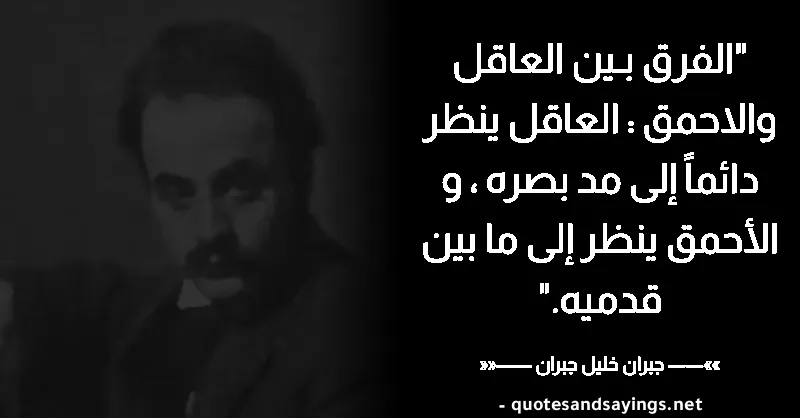 "الفرق بين العاقل
والاحمق : العاقل ينظر
دائماً إلى مد بصره ، و
الأحمق ينظر إلى ما بين
قدميه."
»»—— جبران خليل جبران ——««
- quotesandsayings.net